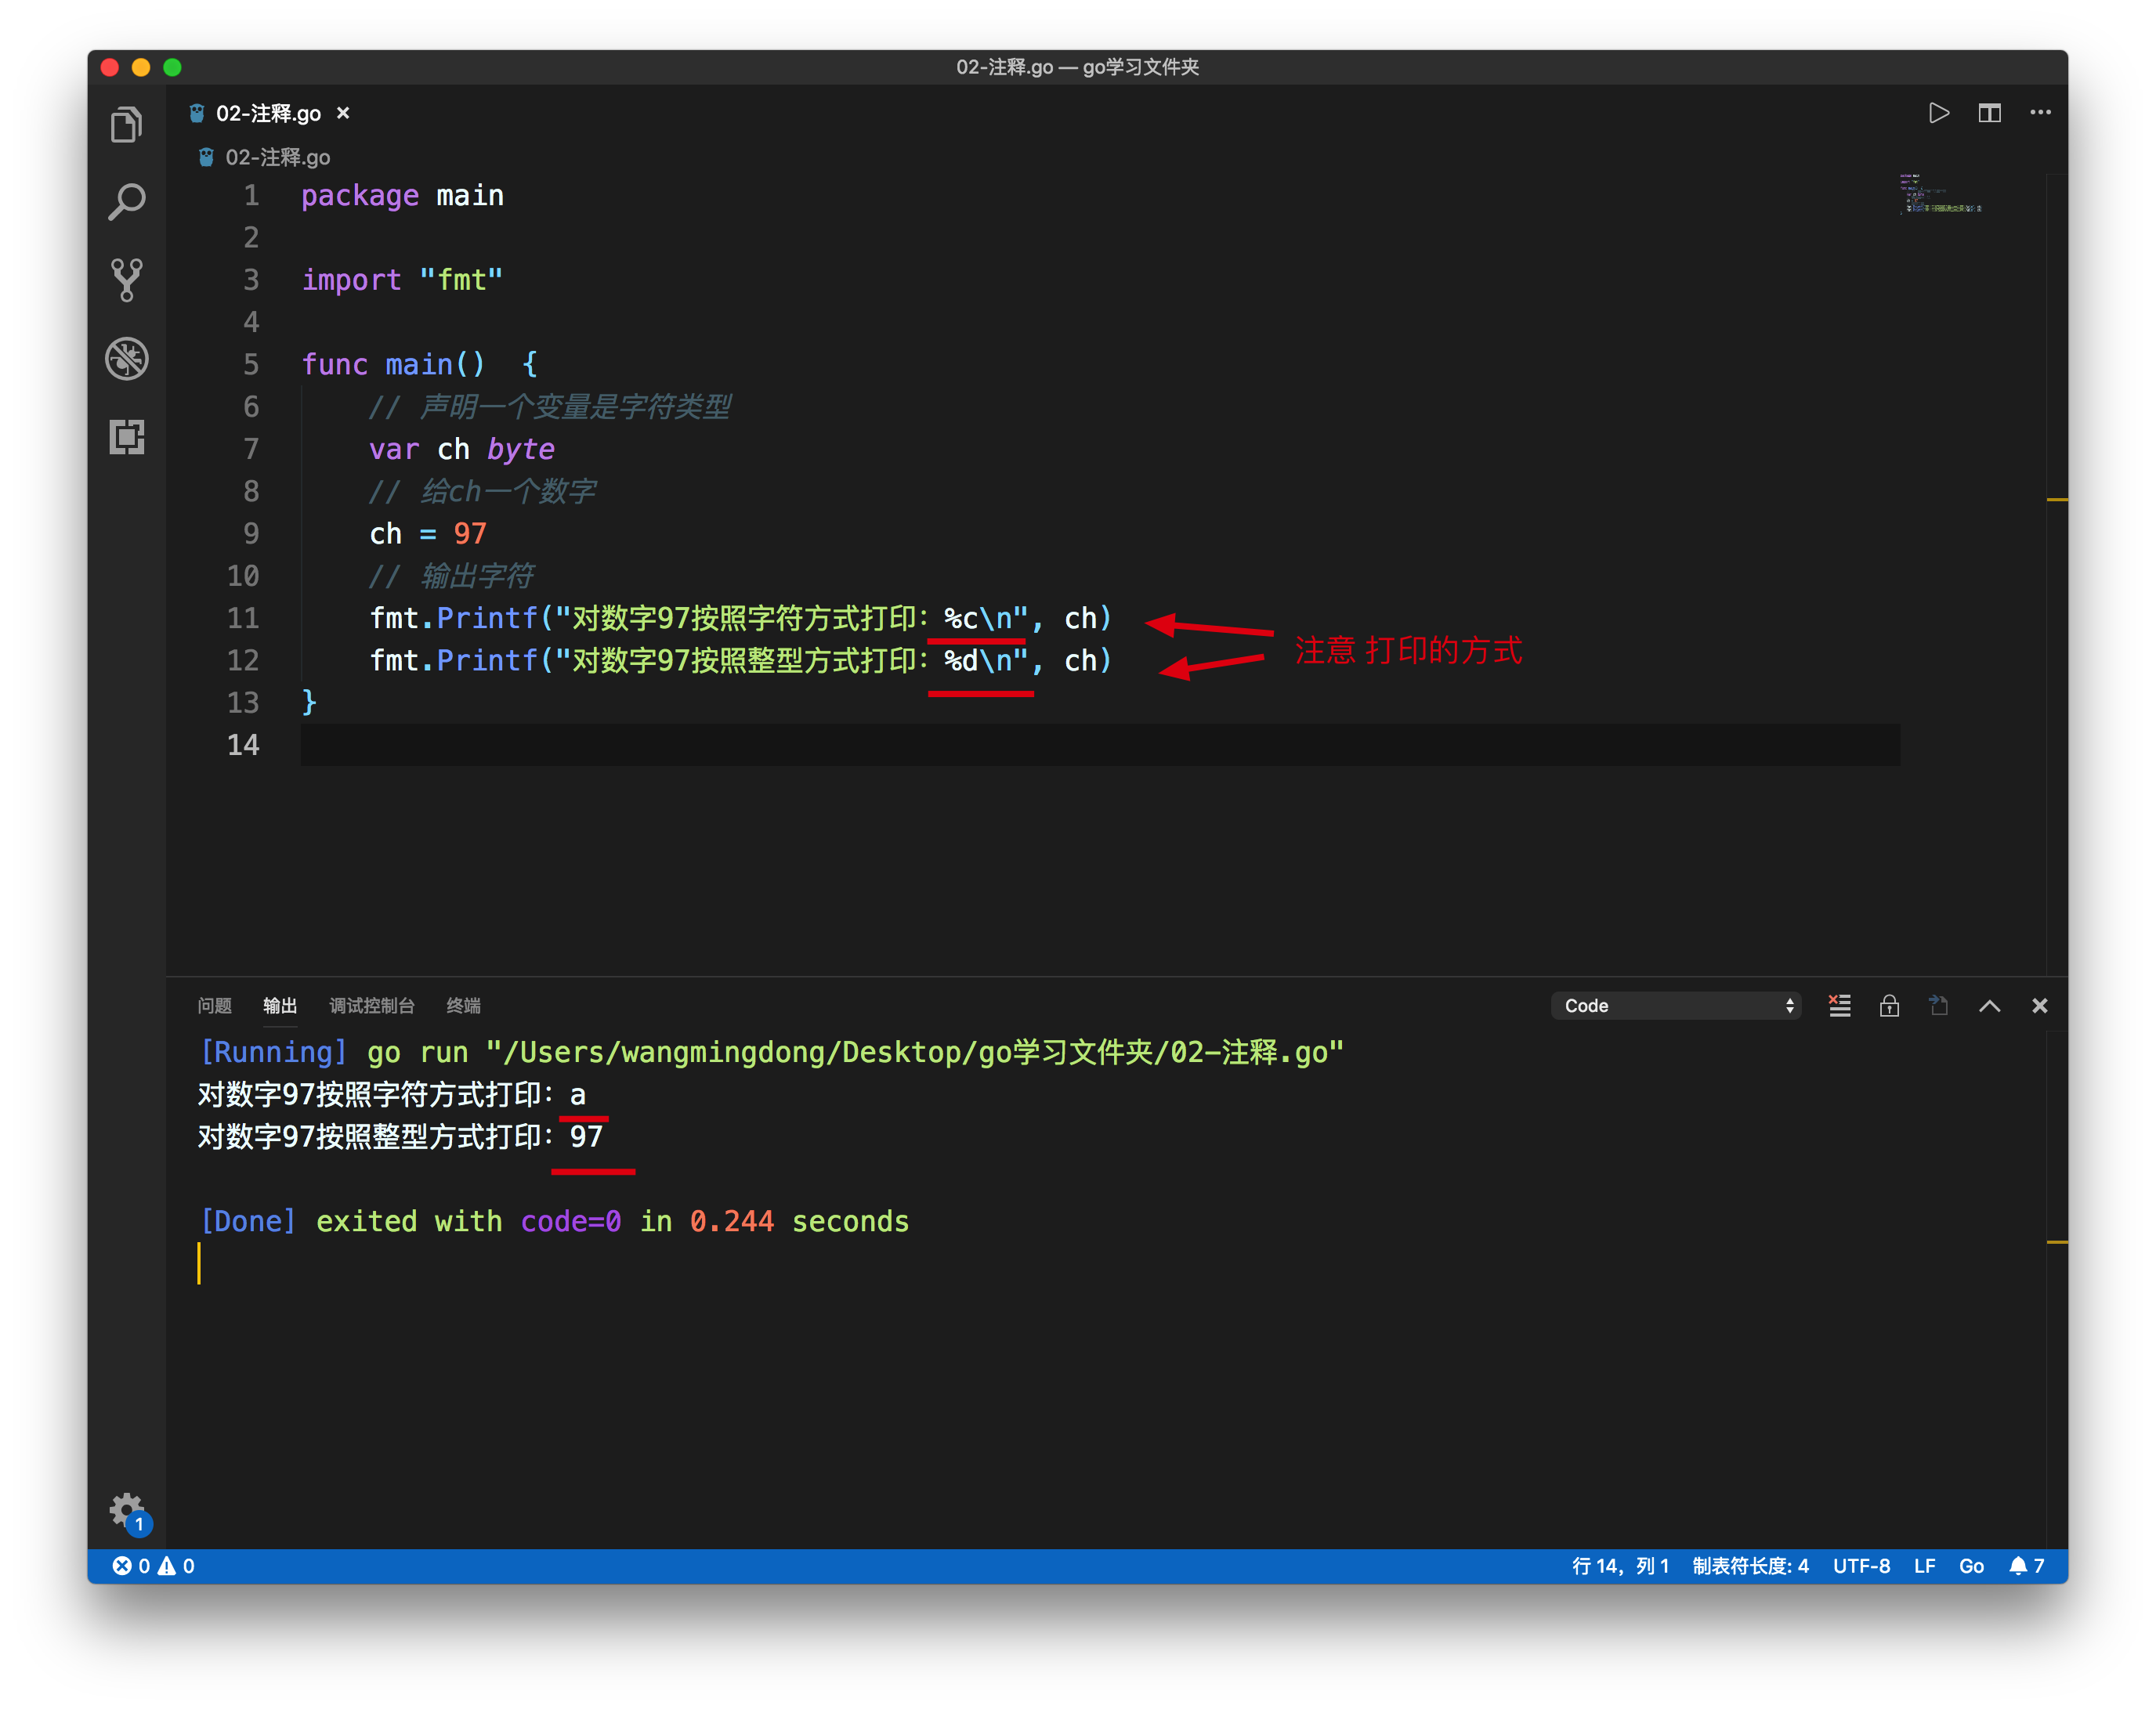 02-注释.go — go学习文件夹
02-注释.go
02-注释.go
1 package main
2
3 import "fmt"
4
5 func main()  {
6 // 声明一个变量是字符类型
7 var ch byte
8 // 给ch一个数字
9 ch = 97
10 // 输出字符
11 fmt.Printf("对数字97按照字符方式打印：%c\n", ch)
12 fmt.Printf("对数字97按照整型方式打印：%d\n", ch)
注意 打印的方式
13 }
14
问题 输出 调试控制台 终端 Code
[Running] go run "/Users/wangmingdong/Desktop/go学习文件夹/02-注释.go"
对数字97按照字符方式打印：a
对数字97按照整型方式打印：97
[Done] exited with code=0 in 0.244 seconds
1
0 0 行 14，列 1 制表符长度: 4 UTF-8 LF Go 7